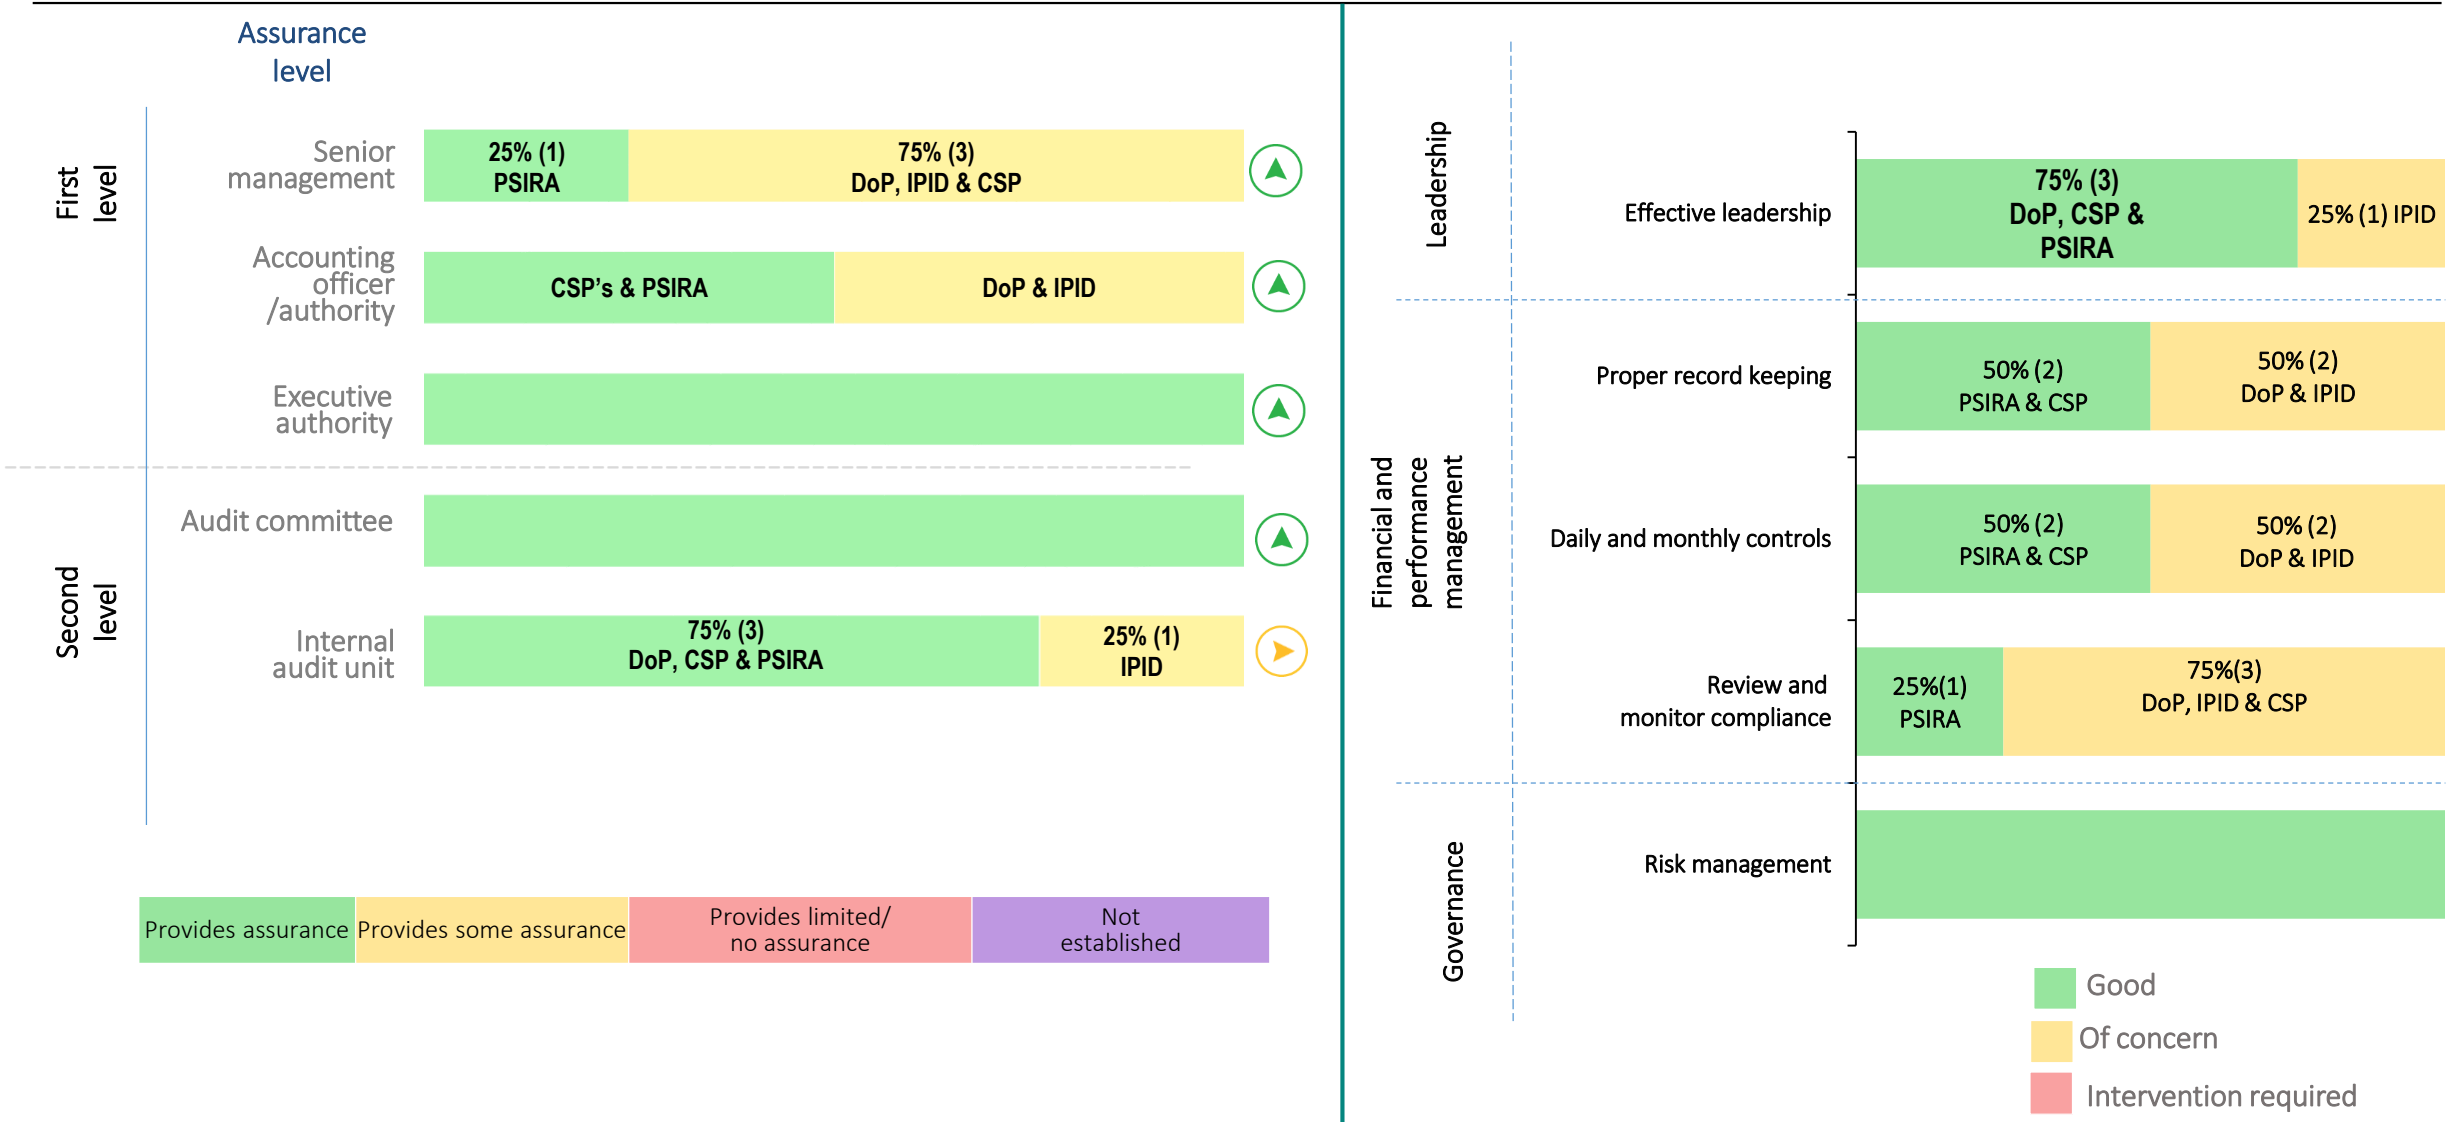 Assurance
level
First
level
Senior
management
25% (1)
PSIRA
75% (3)
DoP, IPID & CSP
Accounting
officer
/authority
CSP's & PSIRA
DoP & IPID
Executive
authority
Second
level
Audit committee
Internal
audit unit
75% (3)
DoP, CSP & PSIRA
25% (1)
IPID
Provides assurance
Provides some assurance
Provides limited/
no assurance
Not
established
Leadership
Effective leadership
75% (3)
DoP, CSP &
PSIRA
25% (1) IPID
Financial and
performance
management
Proper record keeping
50% (2)
PSIRA & CSP
50% (2)
DoP & IPID
Daily and monthly controls
50% (2)
PSIRA & CSP
50% (2)
DoP & IPID
Review and
monitor compliance
25%(1)
PSIRA
75%(3)
DoP, IPID & CSP
Governance
Risk management
Good
Of concern
Intervention required